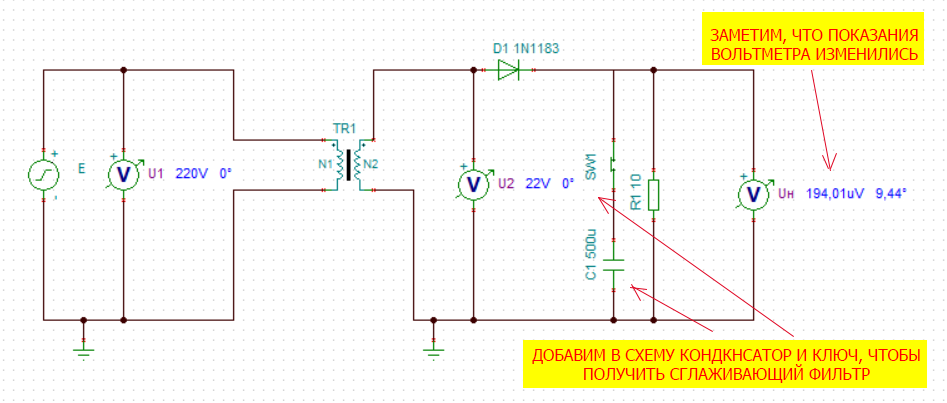 ЗАМЕТИМ, ЧТО ПОКАЗАНИЯ
ВОЛЬТМЕТРА ИЗМЕНИЛИСЬ
D1 1N1183
TR1
N1
N2
+
E
-
+
V
U1 220V 0°
+
V
U2 22V 0°
SW1
C1 500u
R1 10
+
V
Uн 194,01uV 9,44°
ДОБАВИМ В СХЕМУ КОНДКНСАТОР И КЛЮЧ, ЧТОБЫ
ПОЛУЧИТЬ СГЛАЖИВАЮЩИЙ ФИЛЬТР